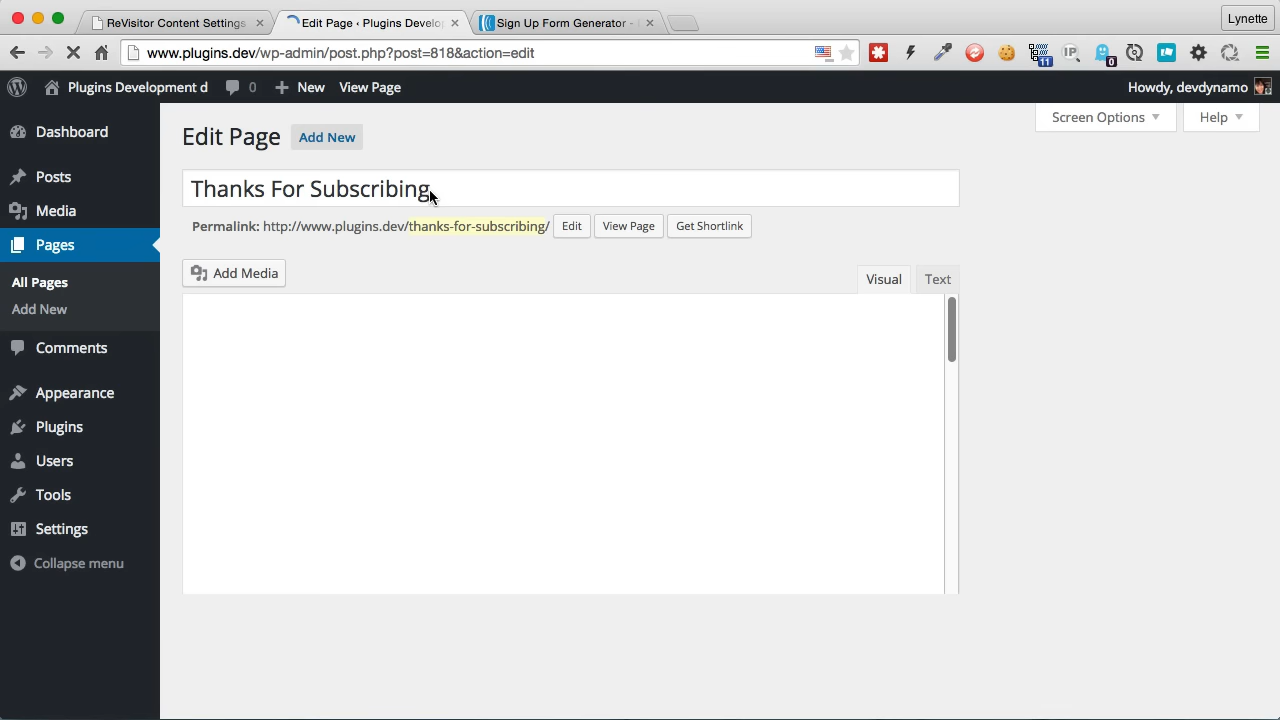 ReVisitor Content Settings
Edit Page ‹ Plugins Develo
Sign Up Form Generator -
Lynette
www.plugins.dev/wp-admin/post.php?post=818&action=edit
11
IP
0
Plugins Development d
0
New
View Page
Howdy, devdynamo
Dashboard
Posts
Media
Pages
All Pages
Add New
Comments
Appearance
Plugins
Users
Tools
Settings
Collapse menu
Screen Options
Help
Edit Page
Add New
Thanks For Subscribing
Permalink: http://www.plugins.dev/thanks-for-subscribing/ Edit View Page Get Shortlink
Add Media
Visual
Text